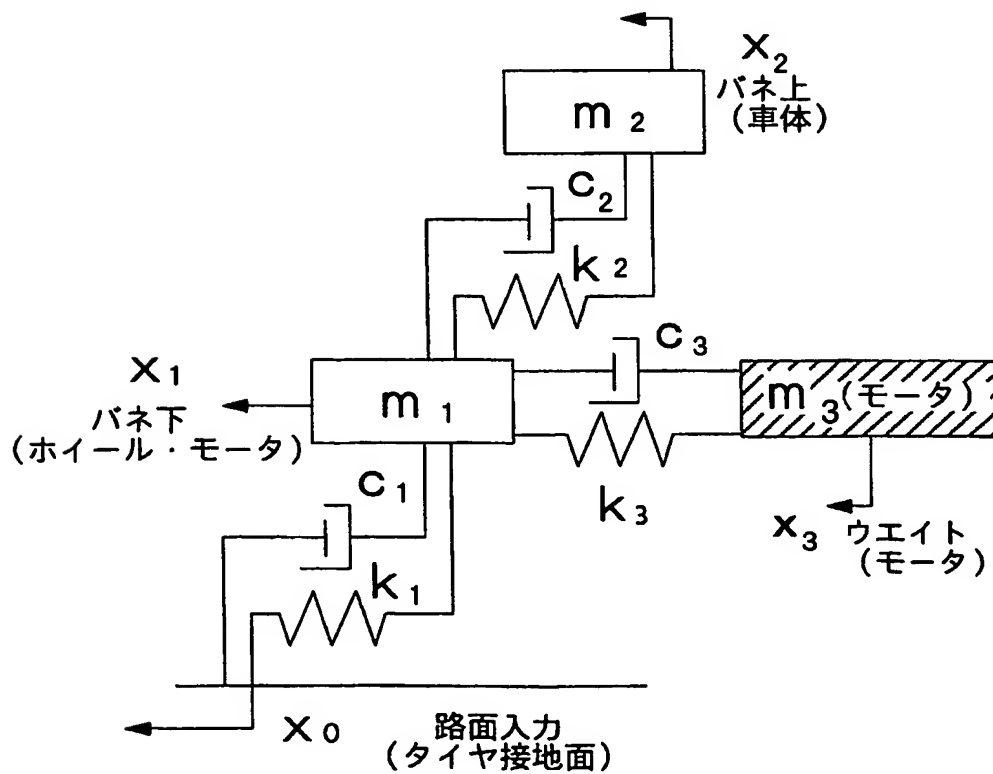 x₂
バネ上
(車体)
m₂
c₂
k₂
c₃
x₁
バネ下
(ホイール・モータ)
m₁
m₃(モータ)
k₃
x₃ ウエイト
(モータ)
c₁
k₁
x₀ 路面入力
(タイヤ接地面)